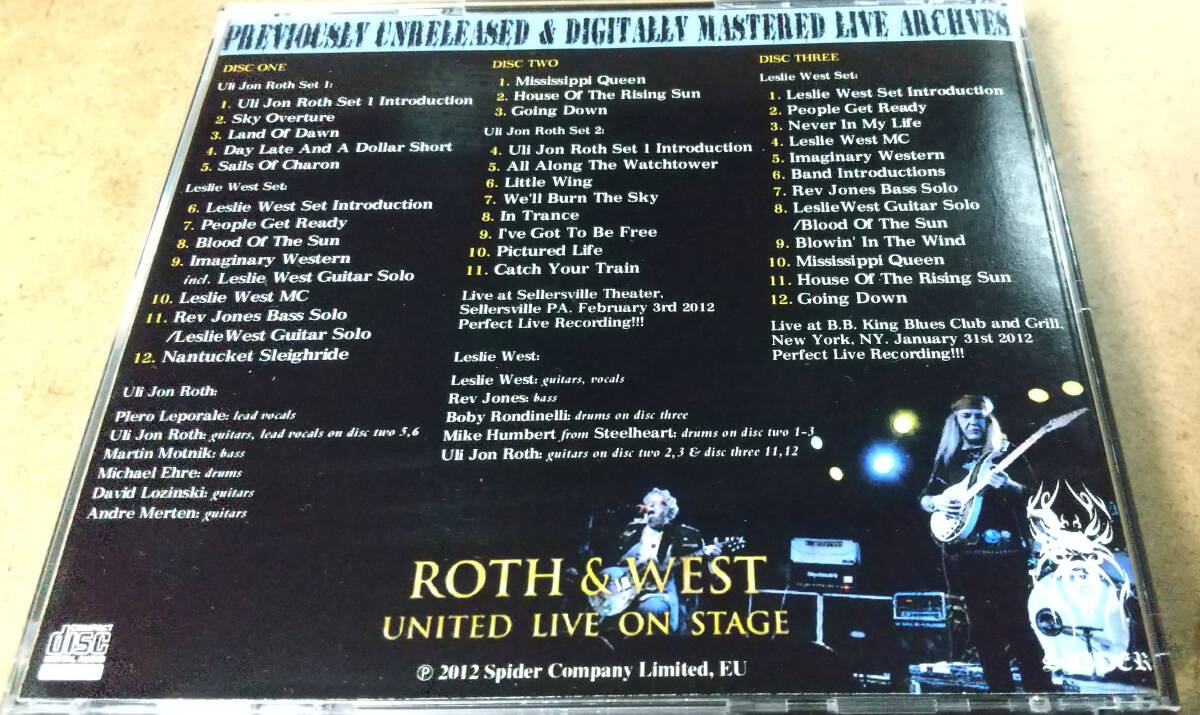 PREVIOUSLY UNRELEASED & DIGITALLY MASTERED LIVE ARCHIVES
DISC ONE
Uli Jon Roth Set 1:
1. Uli Jon Roth Set 1 Introduction
2. Sky Overture
3. Land Of Dawn
4. Day Late And A Dollar Short
5. Sails Of Charon
Leslie West Set:
6. Leslie West Set Introduction
7. People Get Ready
8. Blood Of The Sun
9. Imaginary Western
incl. Leslie West Guitar Solo
10. Leslie West MC
11. Rev Jones Bass Solo
/LeslieWest Guitar Solo
12. Nantucket Sleighride
Uli Jon Roth:
Piero Leporale: lead vocals
Uli Jon Roth: guitars, lead vocals on disc two 5,6
Martin Motnik: bass
Michael Ehre: drums
David Lozinski: guitars
Andre Merten: guitars
DISC TWO
1. Mississippi Queen
2. House Of The Rising Sun
3. Going Down
Uli Jon Roth Set 2:
4. Uli Jon Roth Set 1 Introduction
5. All Along The Watchtower
6. Little Wing
7. We'll Burn The Sky
8. In Trance
9. I've Got To Be Free
10. Pictured Life
11. Catch Your Train
Live at Sellersville Theater,
Sellersville PA. February 3rd 2012
Perfect Live Recording!!!
Leslie West:
Leslie West: guitars, vocals
Rev Jones: bass
Boby Rondinelli: drums on disc three
Mike Humbert from Steelheart: drums on disc two 1-3
Uli Jon Roth: guitars on disc two 2,3 & disc three 11,12
DISC THREE
Leslie West Set:
1. Leslie West Set Introduction
2. People Get Ready
3. Never In My Life
4. Leslie West MC
5. Imaginary Western
6. Band Introductions
7. Rev Jones Bass Solo
8. LeslieWest Guitar Solo
/Blood Of The Sun
9. Blowin' In The Wind
10. Mississippi Queen
11. House Of The Rising Sun
12. Going Down
Live at B.B. King Blues Club and Grill,
New York, NY. January 31st 2012
Perfect Live Recording!!!
ROTH & WEST
UNITED LIVE ON STAGE
℗ 2012 Spider Company Limited, EU
disc
SPIDER